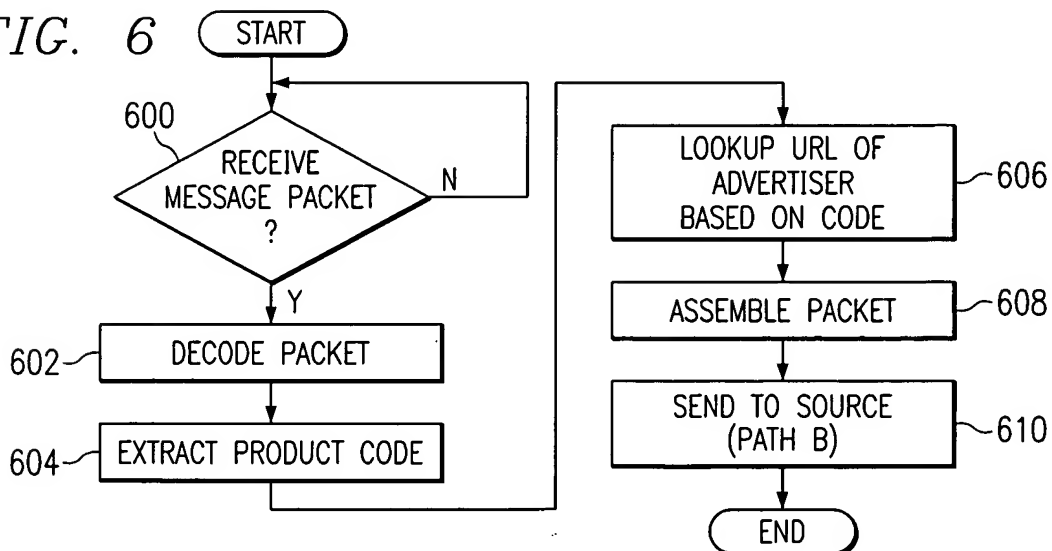 FIG. 6
START
600
RECEIVE
MESSAGE PACKET
?
N
Y
602
DECODE PACKET
604
EXTRACT PRODUCT CODE
LOOKUP URL OF
ADVERTISER
BASED ON CODE
606
ASSEMBLE PACKET
608
SEND TO SOURCE
(PATH B)
610
END